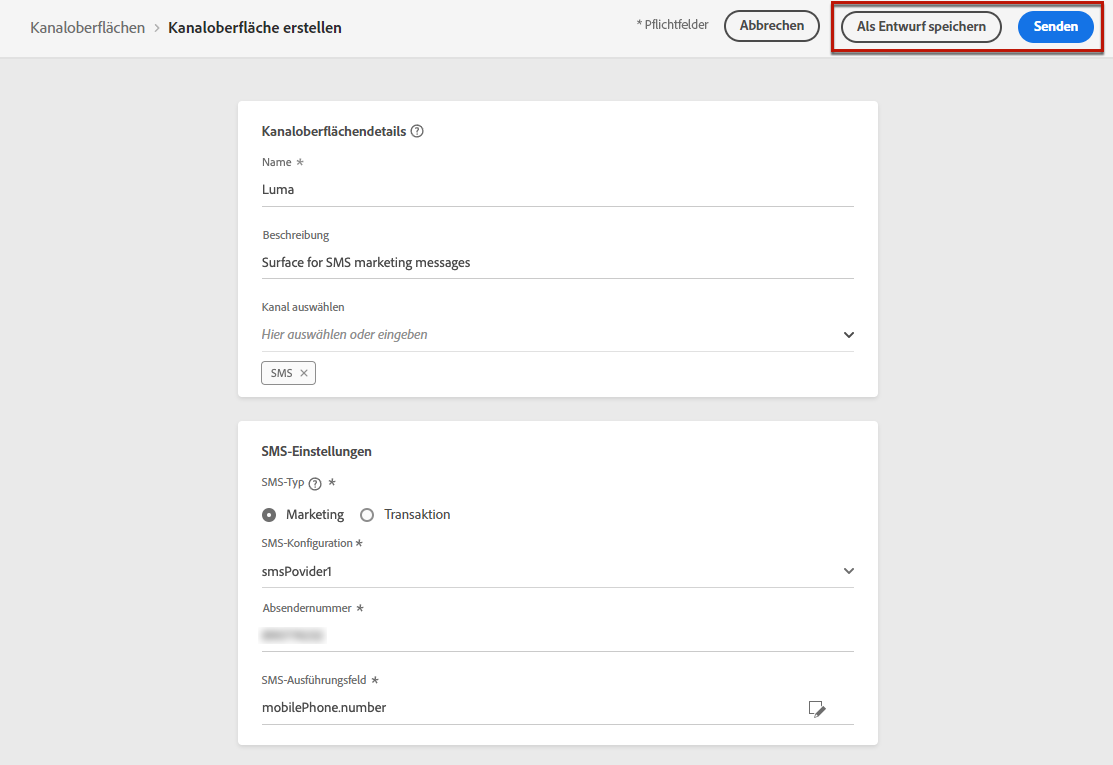 Kanaloberflächen > Kanaloberfläche erstellen
* Pflichtfelder
Abbrechen
Als Entwurf speichern
Senden
Kanaloberflächendetails
Name *
Luma
Beschreibung
Surface for SMS marketing messages
Kanal auswählen
Hier auswählen oder eingeben
SMS ×
SMS-Einstellungen
SMS-Typ *
Marketing Transaktion
SMS-Konfiguration *
smsPovider1
Absendernummer *
SMS-Ausführungsfeld *
mobilePhone.number